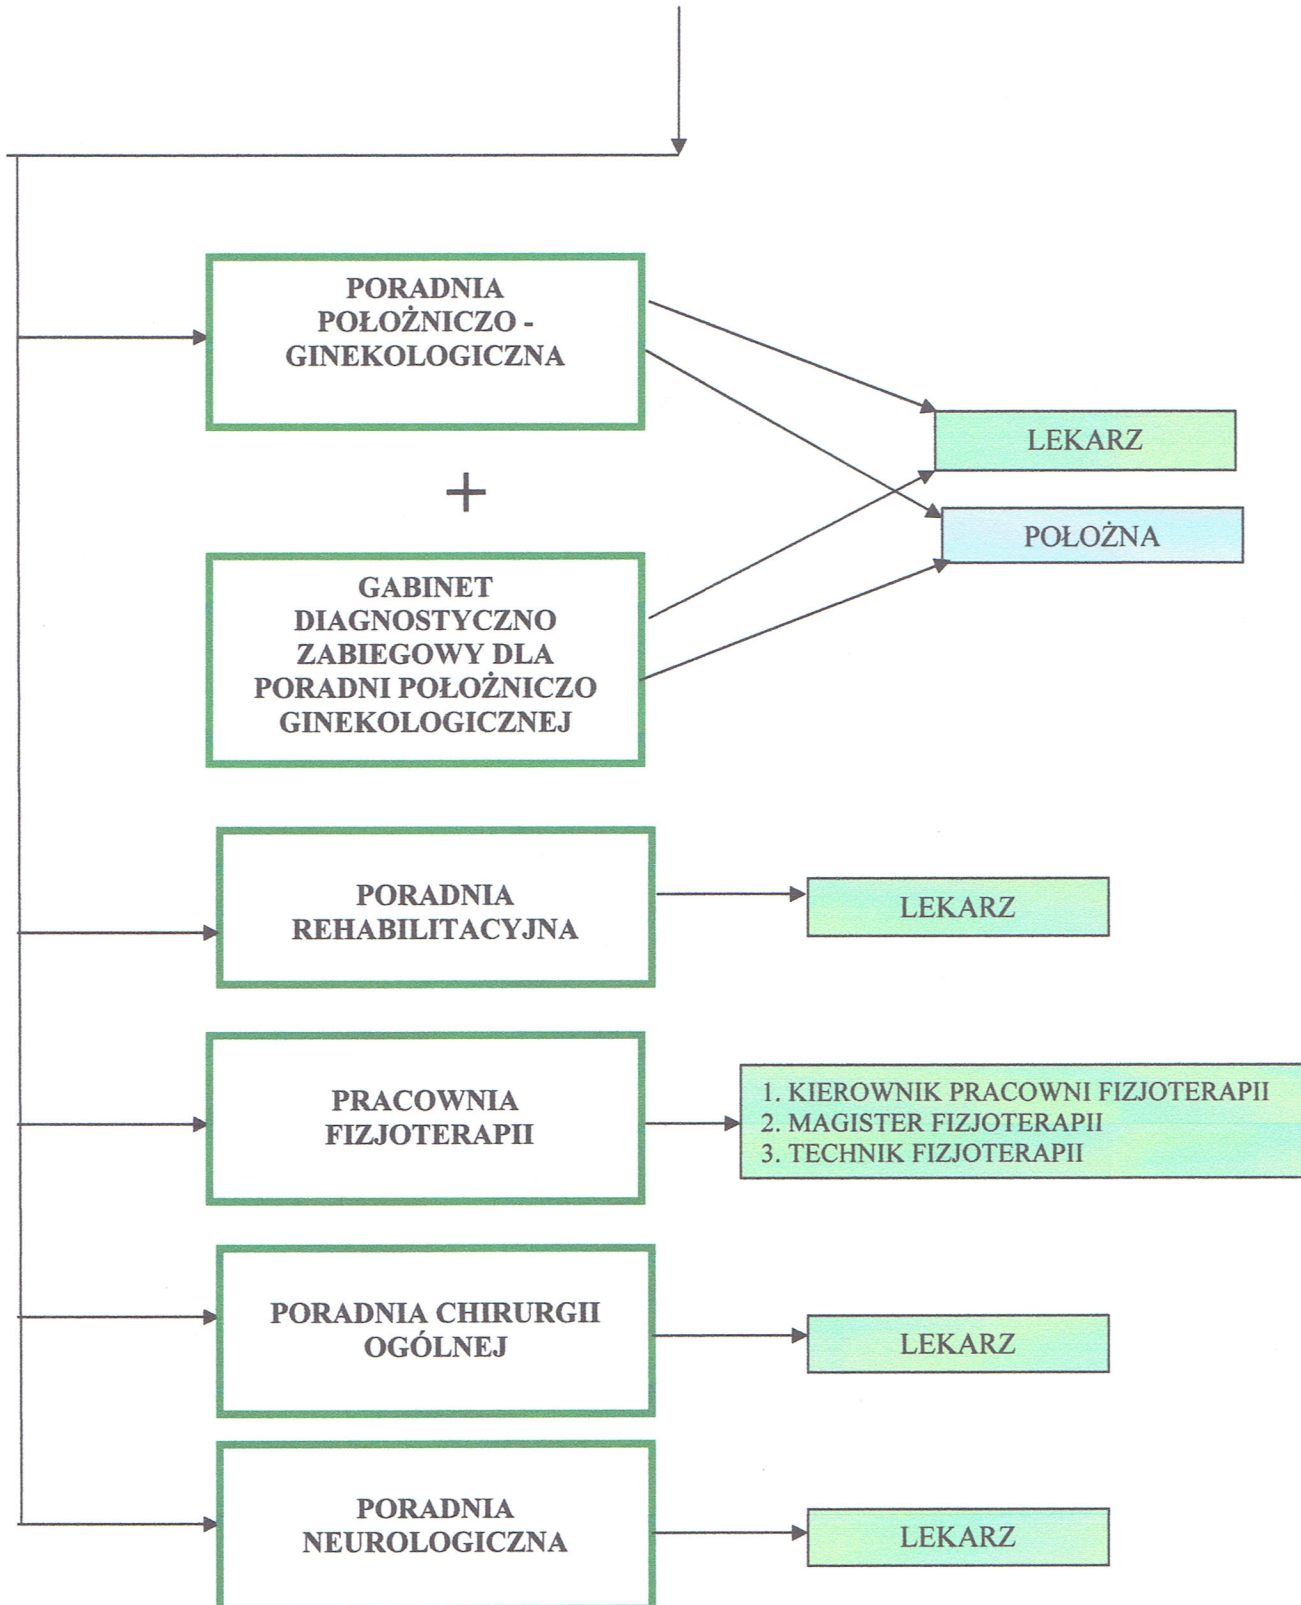 PORADNIA
POŁOŻNICZO -
GINEKOLOGICZNA
LEKARZ
+
POŁOŻNA
GABINET
DIAGNOSTYCZNO
ZABIEGOWY DLA
PORADNI POŁOŻNICZO
GINEKOLOGICZNEJ
PORADNIA
REHABILITACYJNA
LEKARZ
PRACOWNIA
FIZJOTERAPII
1. KIEROWNIK PRACOWNI FIZJOTERAPII
2. MAGISTER FIZJOTERAPII
3. TECHNIK FIZJOTERAPII
PORADNIA CHIRURGII
OGÓLNEJ
LEKARZ
PORADNIA
NEUROLOGICZNA
LEKARZ